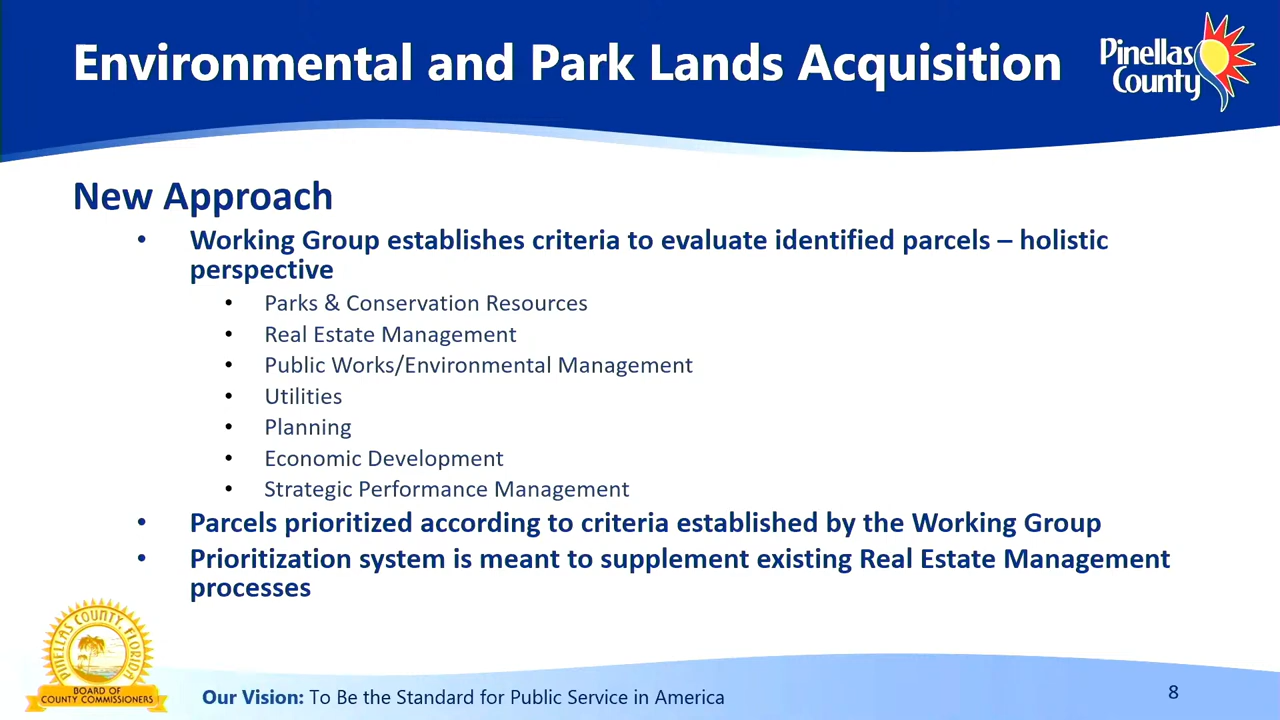 Environmental and Park Lands Acquisition
Pinellas
County
New Approach
• Working Group establishes criteria to evaluate identified parcels – holistic
perspective
• Parks & Conservation Resources
• Real Estate Management
• Public Works/Environmental Management
• Utilities
• Planning
• Economic Development
• Strategic Performance Management
• Parcels prioritized according to criteria established by the Working Group
• Prioritization system is meant to supplement existing Real Estate Management
processes
PINELLAS COUNTY, FLORIDA
BOARD OF
COUNTY COMMISSIONERS
Our Vision: To Be the Standard for Public Service in America
8